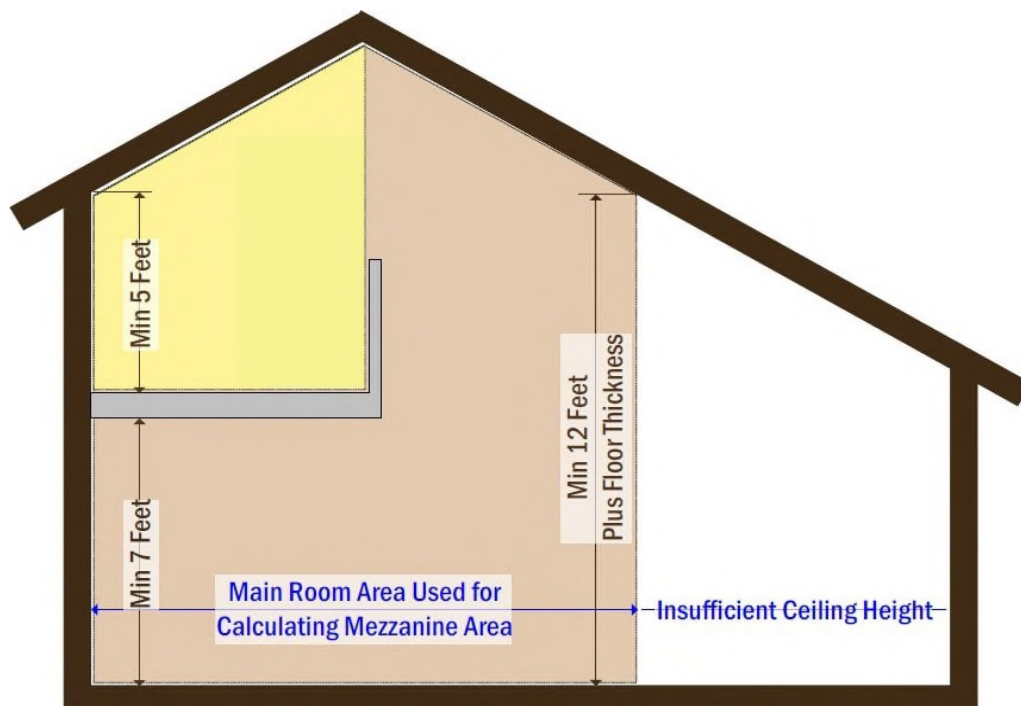 Min 5 Feet
Min 7 Feet
Min 12 Feet
Plus Floor Thickness
Main Room Area Used for
Calculating Mezzanine Area
Insufficient Ceiling Height